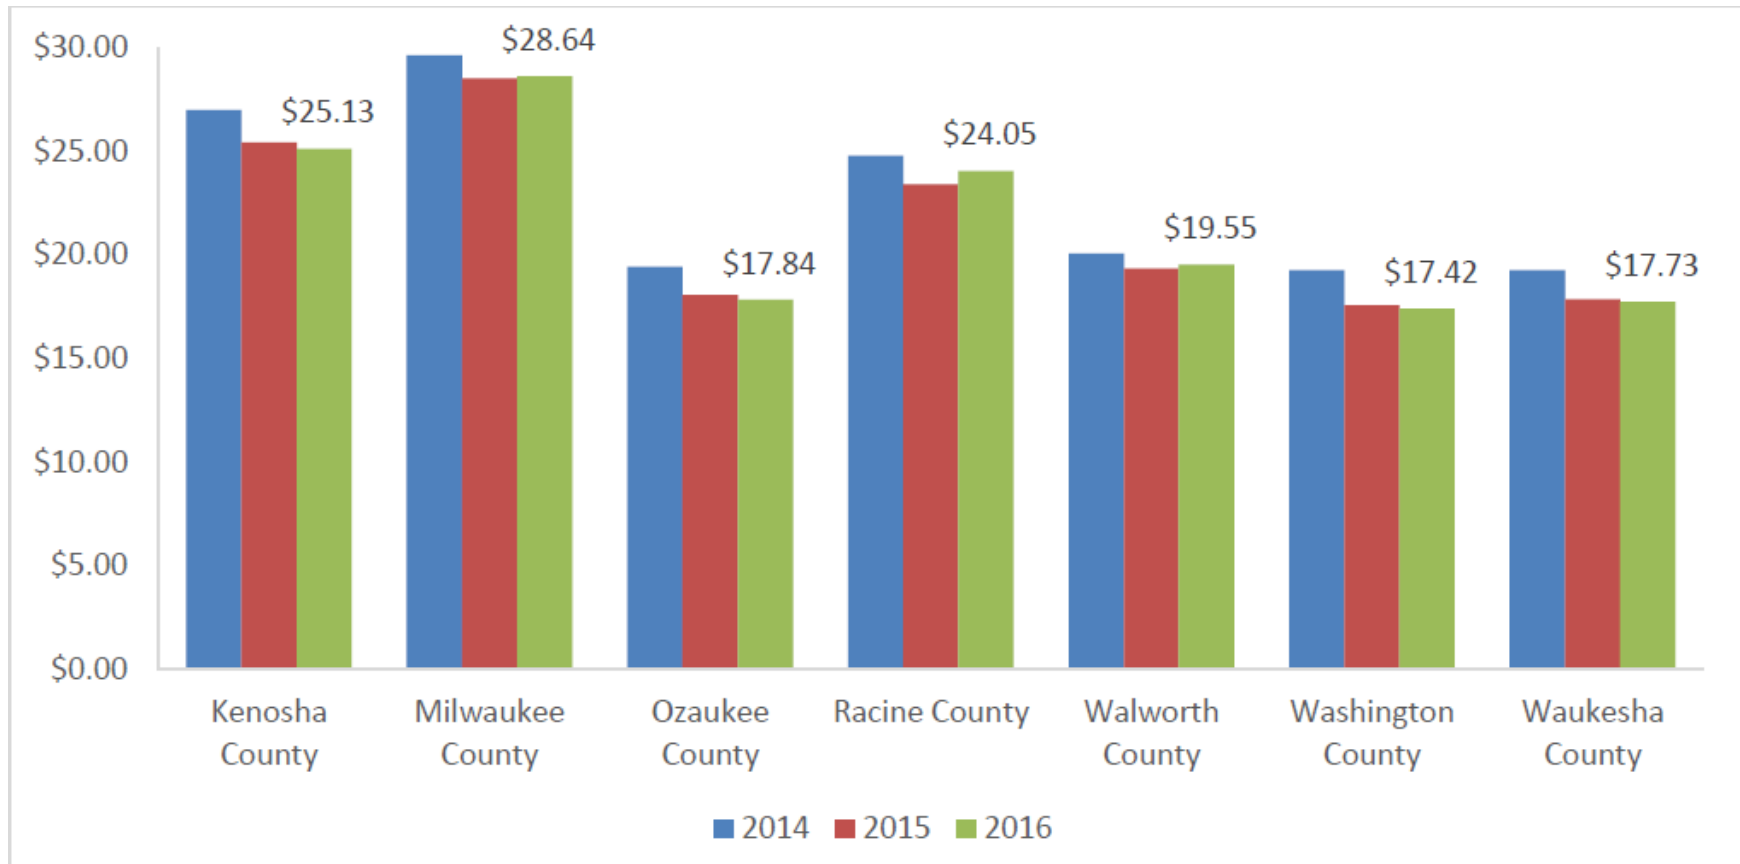 $30.00
$25.00
$20.00
$15.00
$10.00
$5.00
$0.00
$25.13
$28.64
$17.84
$24.05
$19.55
$17.42
$17.73
Kenosha
County
Milwaukee
County
Ozaukee
County
Racine County
Walworth
County
Washington
County
Waukesha
County
2014 2015 2016